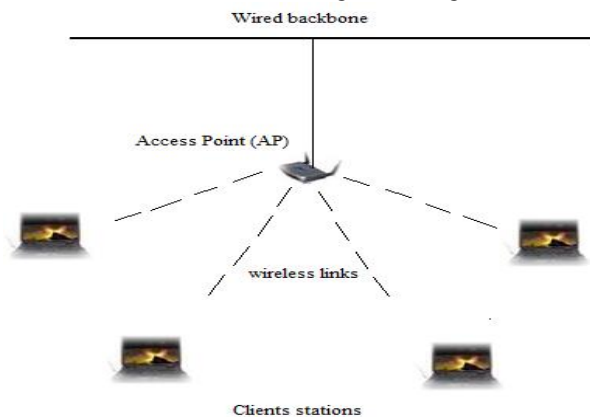 Wired backbone
Access Point (AP)
wireless links
Clients stations